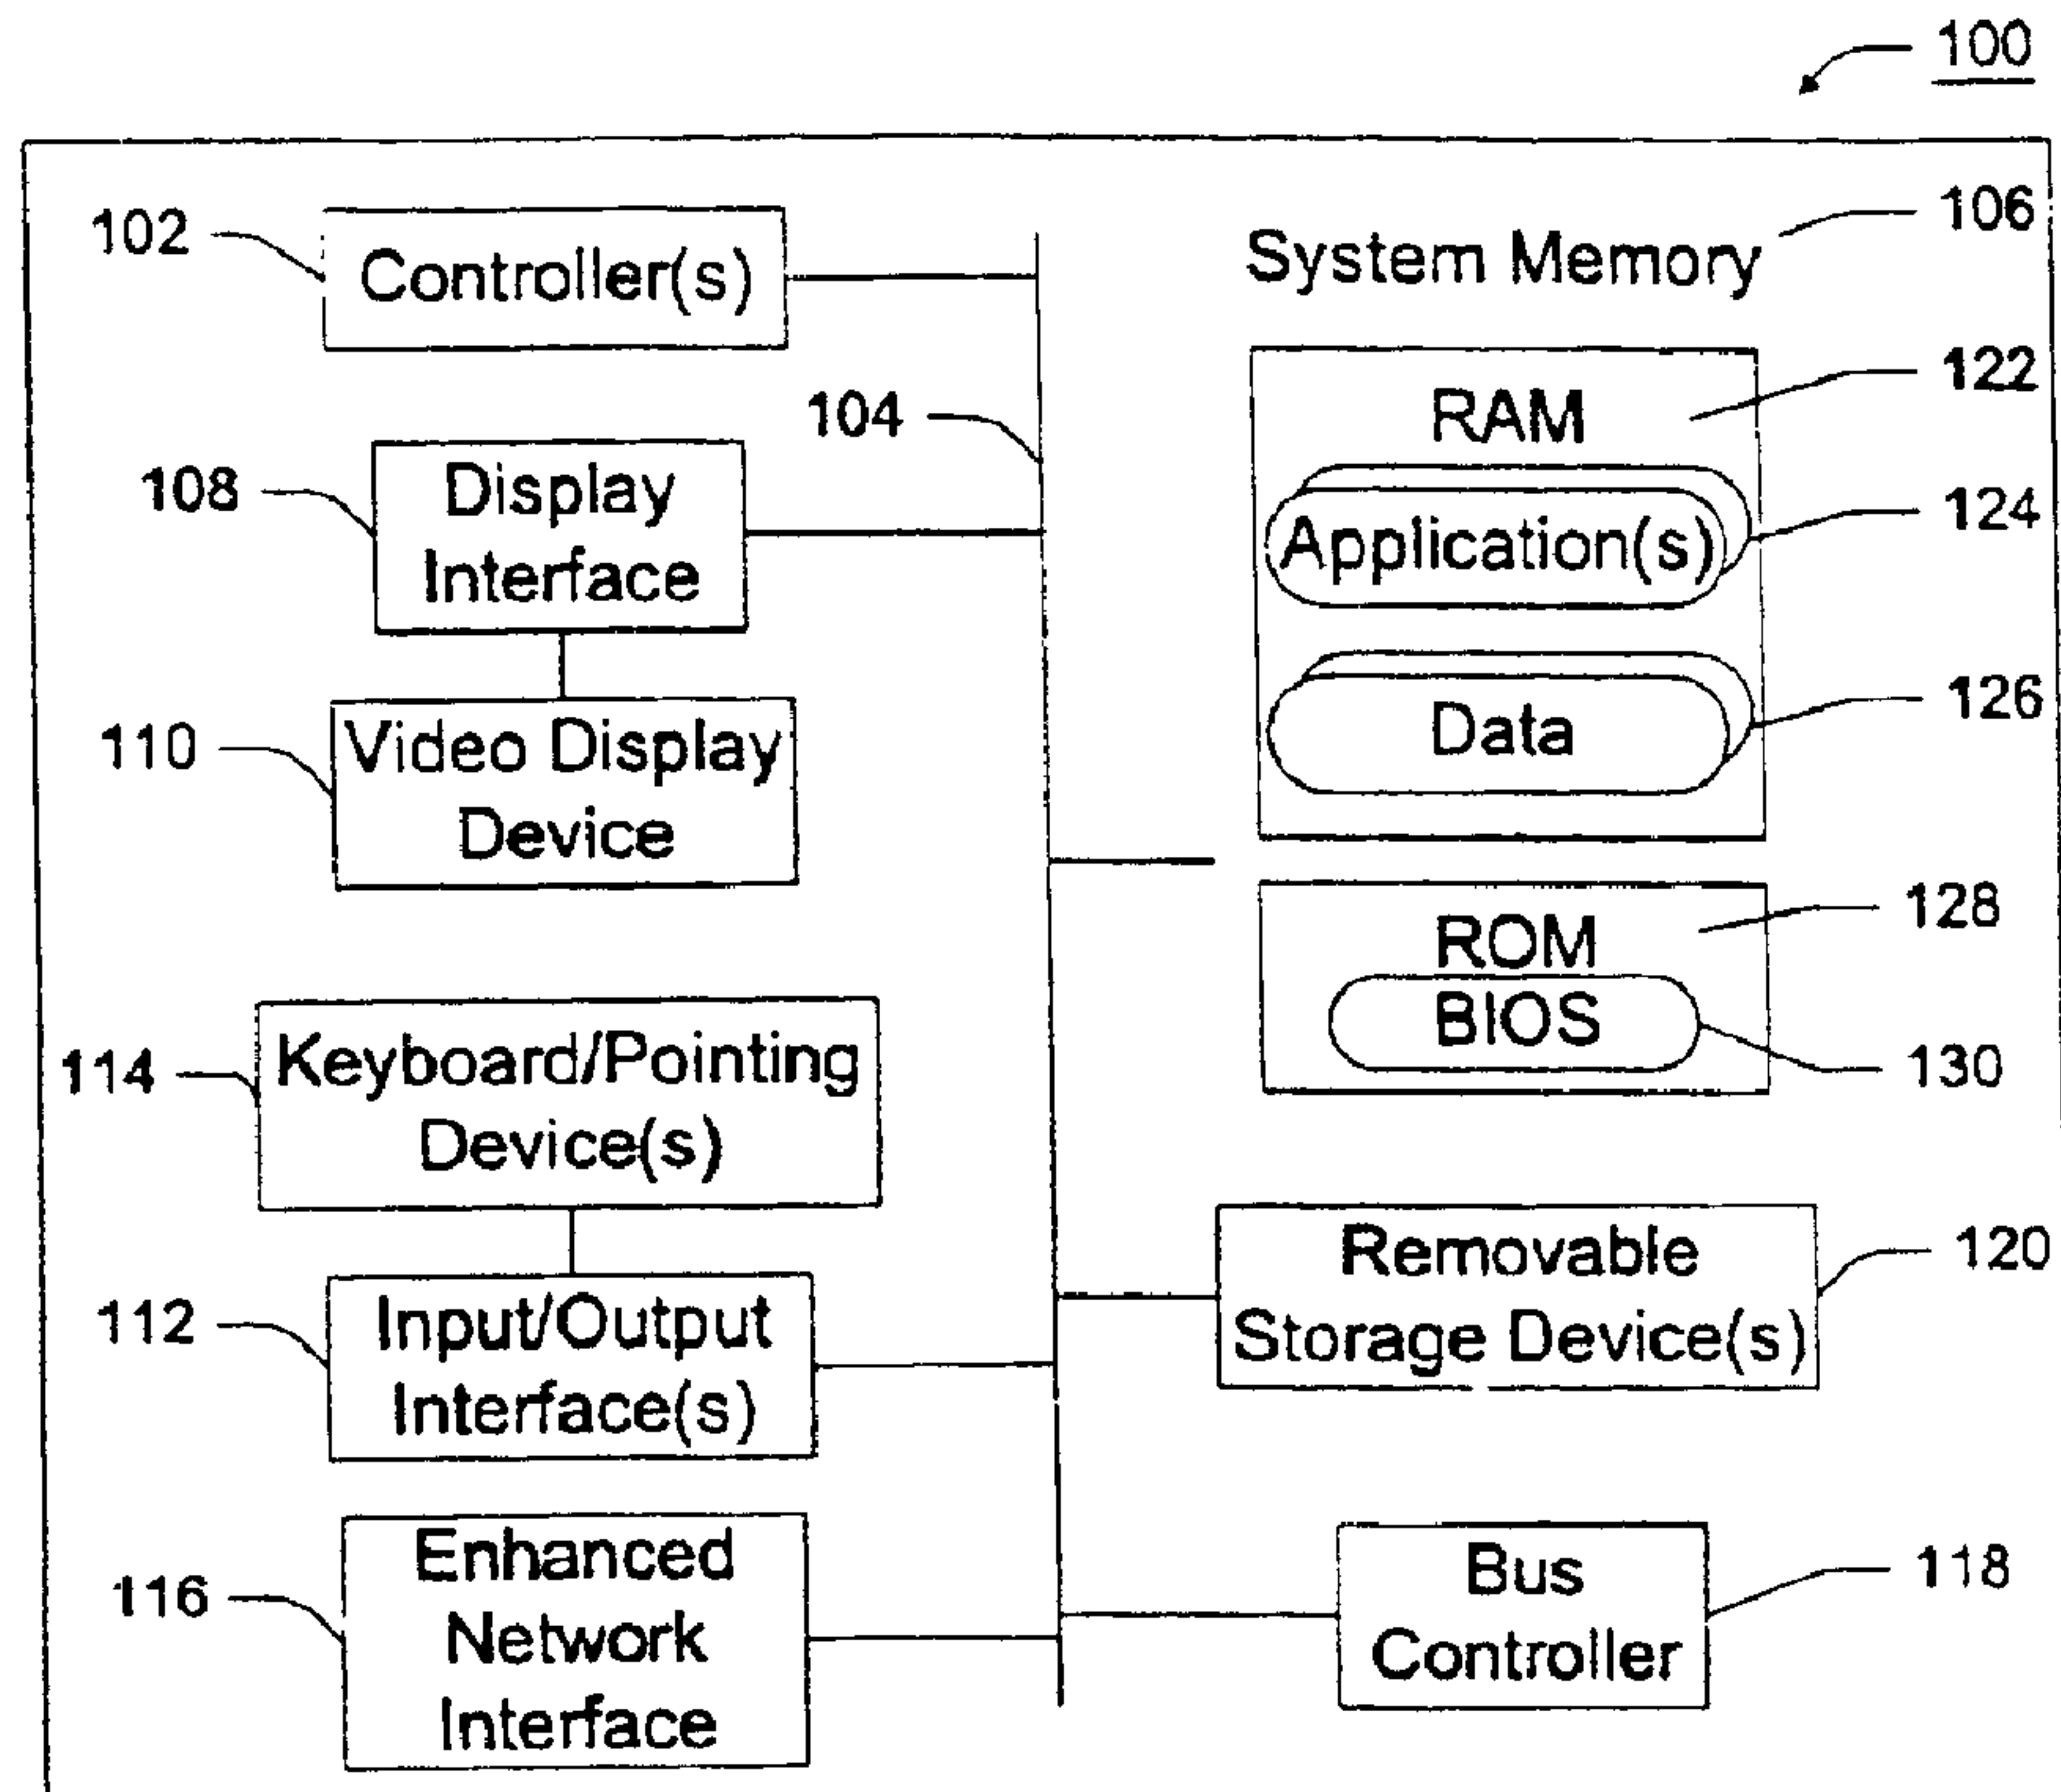 100
102
Controller(s)
System Memory
106
104
RAM
122
108
Display
Interface
Application(s)
124
110
Video Display
Device
Data
126
ROM
128
BIOS
130
114
Keyboard/Pointing
Device(s)
112
Input/Output
Interface(s)
Removable
Storage Device(s)
120
116
Enhanced
Network
Interface
Bus
Controller
118